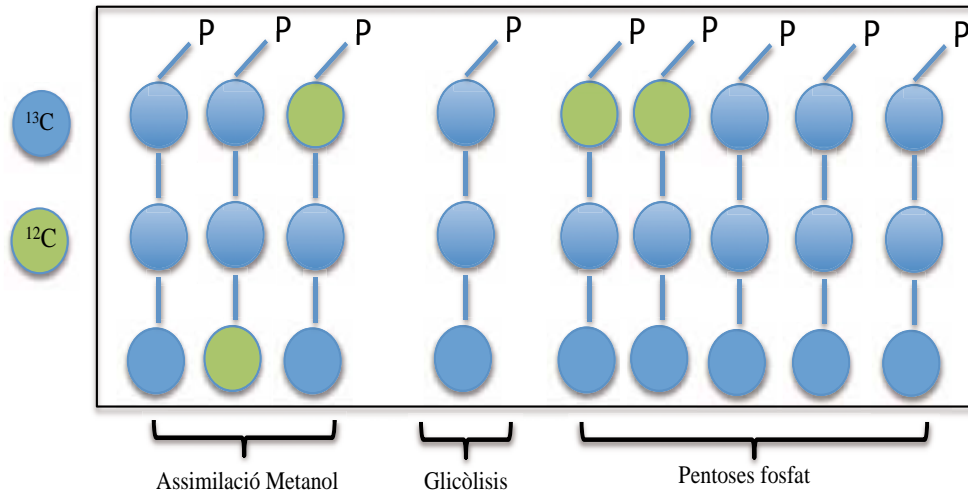 P P P P P P P P P
¹³C
¹²C
Assimilació Metanol Glicòlisis Pentoses fosfat